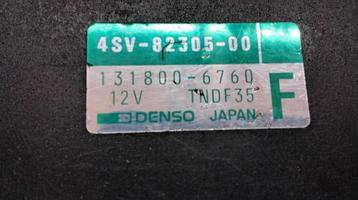 4SV-82305-00
131800-6760
12V TNDF35 F
DENSO JAPAN